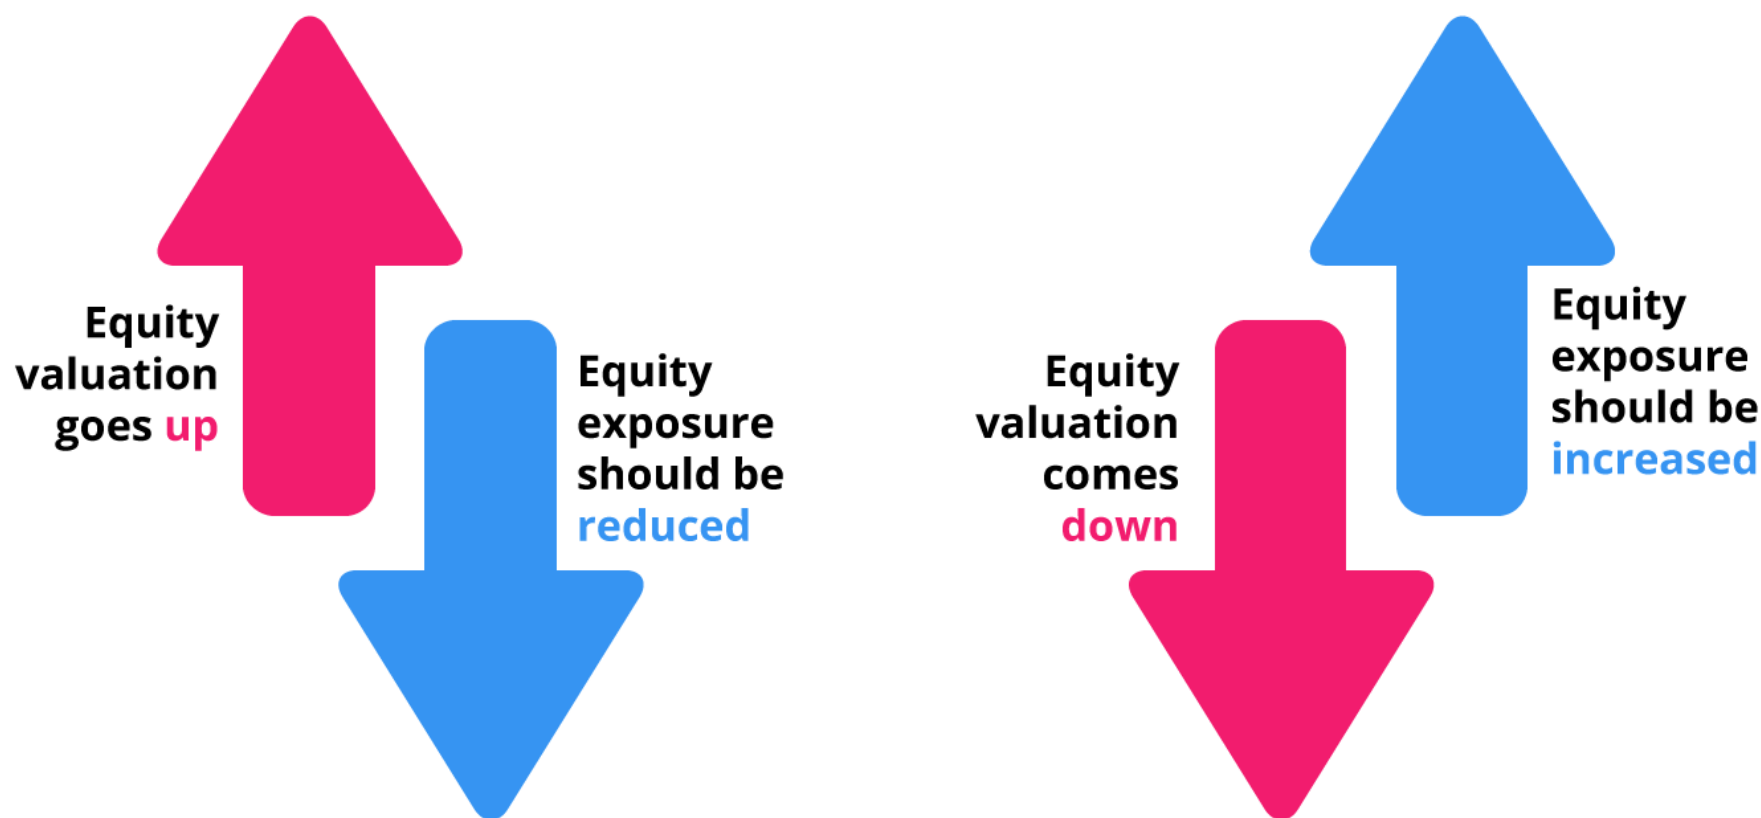 Equity
valuation
goes up
Equity
exposure
should be
reduced
Equity
valuation
comes
down
Equity
exposure
should be
increased